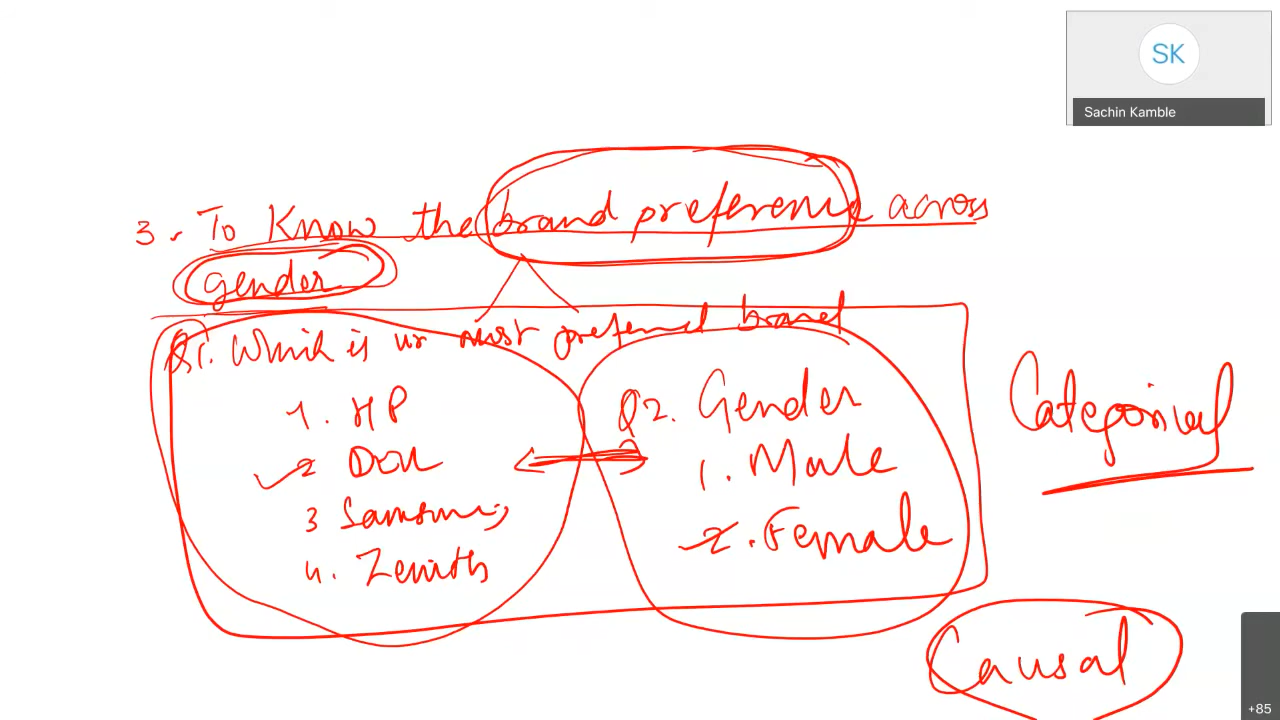 SK
Sachin Kamble
3. To Know the brand preference across
gender
Q1. Which is ur most preferred brand
1. HP
2 Dell
3 Samsung
4. Zenith
Q2. Gender
1. Male
2. Female
Categorical
Causal
+85